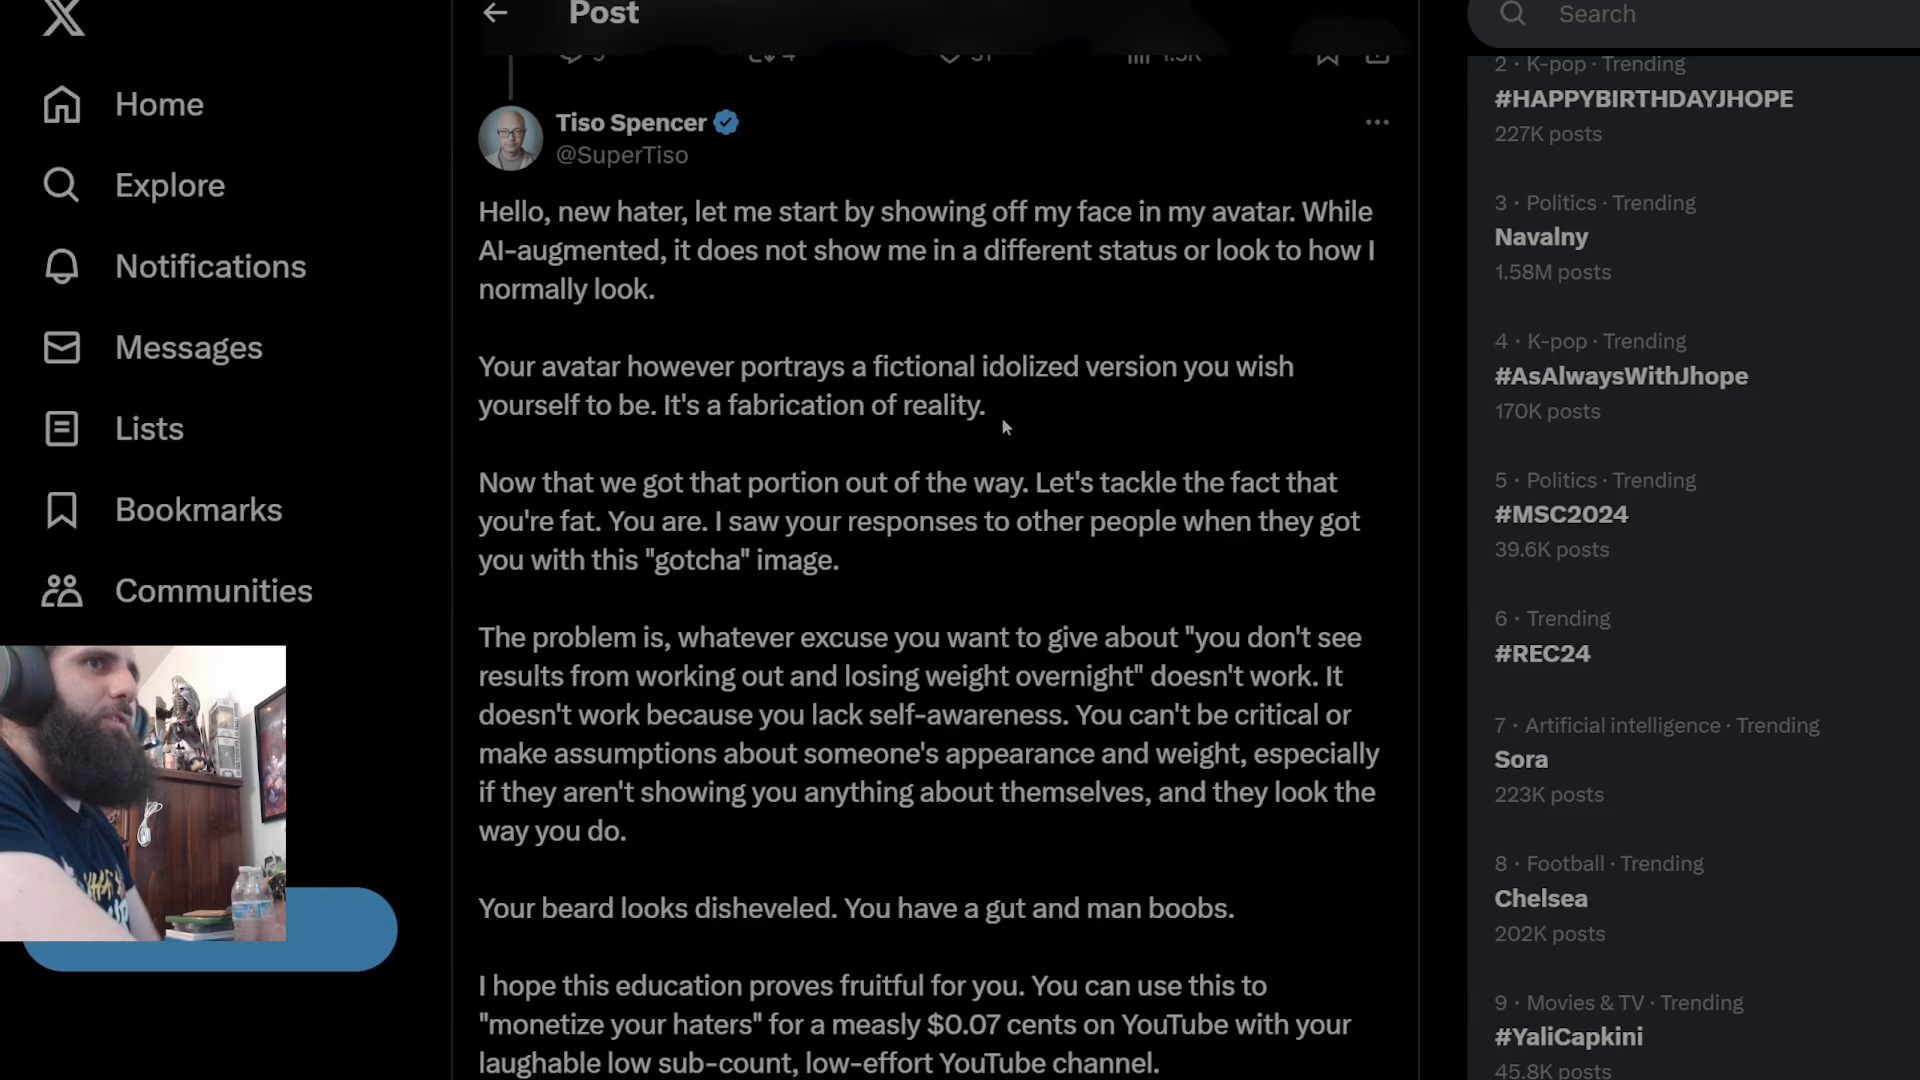 Post
Search
Home
Explore
Notifications
Messages
Lists
Bookmarks
Communities
Tiso Spencer
@SuperTiso
Hello, new hater, let me start by showing off my face in my avatar. While
AI-augmented, it does not show me in a different status or look to how I
normally look.
Your avatar however portrays a fictional idolized version you wish
yourself to be. It's a fabrication of reality.
Now that we got that portion out of the way. Let's tackle the fact that
you're fat. You are. I saw your responses to other people when they got
you with this "gotcha" image.
The problem is, whatever excuse you want to give about "you don't see
results from working out and losing weight overnight" doesn't work. It
doesn't work because you lack self-awareness. You can't be critical or
make assumptions about someone's appearance and weight, especially
if they aren't showing you anything about themselves, and they look the
way you do.
Your beard looks disheveled. You have a gut and man boobs.
I hope this education proves fruitful for you. You can use this to
"monetize your haters" for a measly $0.07 cents on YouTube with your
laughable low sub-count, low-effort YouTube channel.
2 · K-pop · Trending
#HAPPYBIRTHDAYJHOPE
227K posts
3 · Politics · Trending
Navalny
1.58M posts
4 · K-pop · Trending
#AsAlwaysWithJhope
170K posts
5 · Politics · Trending
#MSC2024
39.6K posts
6 · Trending
#REC24
7 · Artificial intelligence · Trending
Sora
223K posts
8 · Football · Trending
Chelsea
202K posts
9 · Movies & TV · Trending
#YaliCapkini
45.8K posts